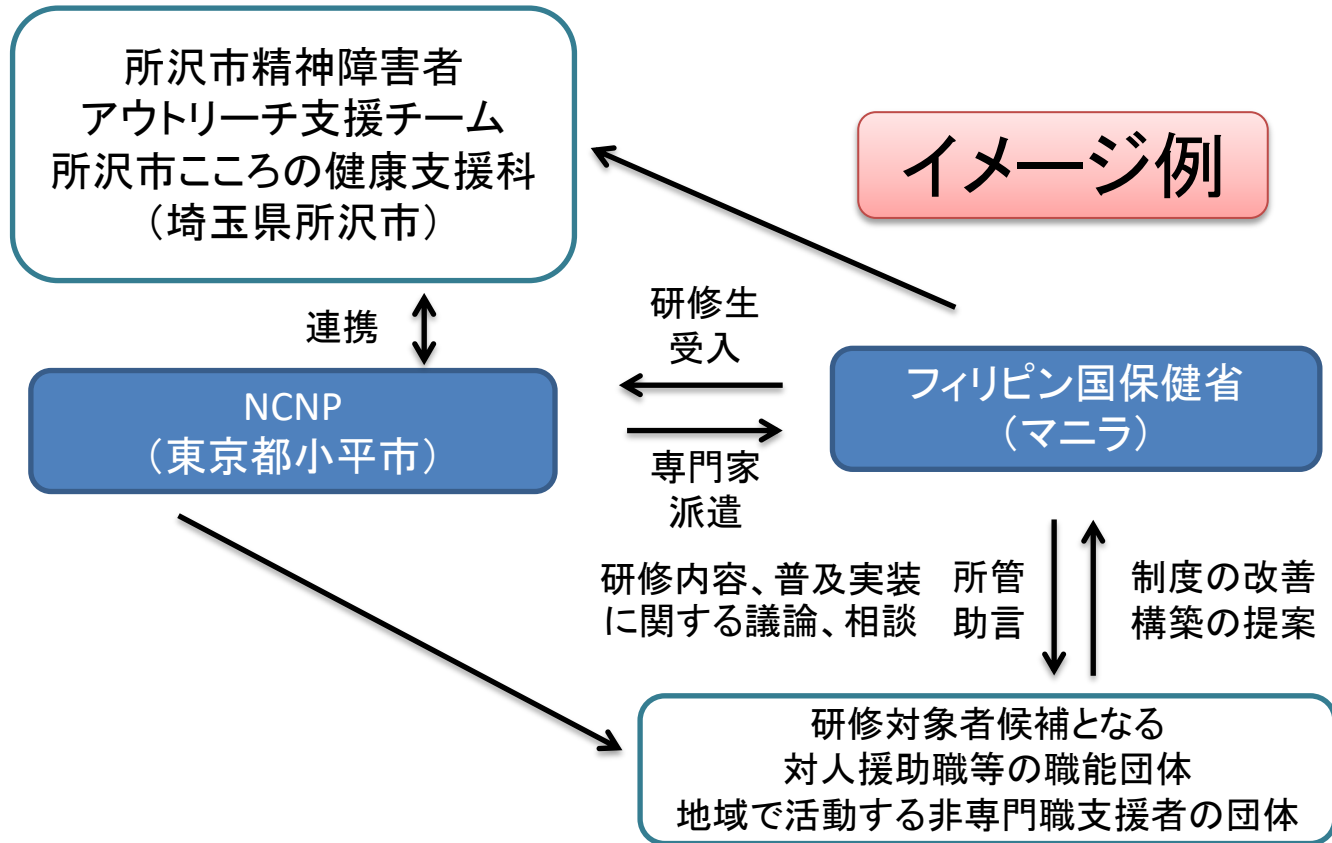 所沢市精神障害者
アウトリーチ支援チーム
所沢市こころの健康支援科
（埼玉県所沢市）
イメージ例
連携
研修生
受入
NCNP
（東京都小平市）
フィリピン国保健省
（マニラ）
専門家
派遣
研修内容、普及実装
に関する議論、相談
所管
助言
制度の改善
構築の提案
研修対象者候補となる
対人援助職等の職能団体
地域で活動する非専門職支援者の団体